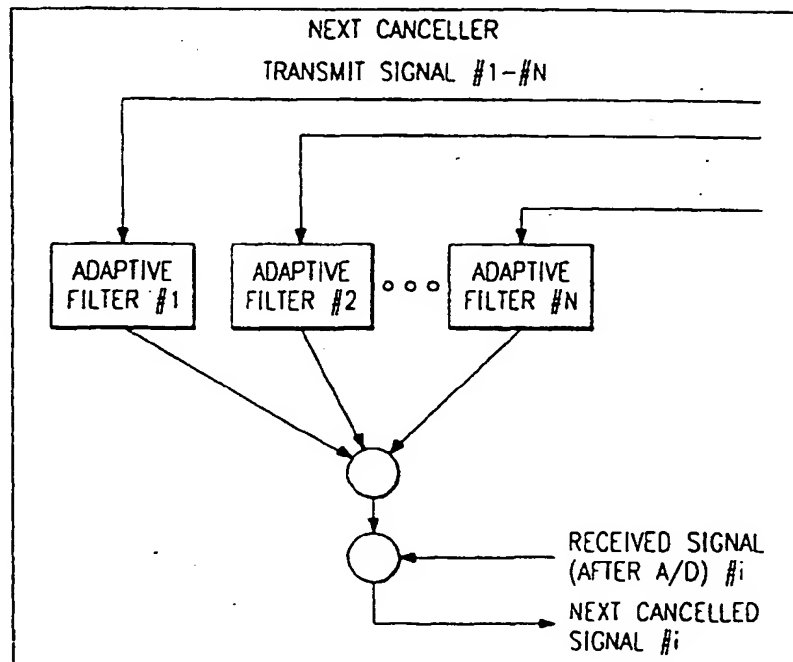 NEXT CANCELLER
TRANSMIT SIGNAL #1-#N
ADAPTIVE
FILTER #1
ADAPTIVE
FILTER #2
ADAPTIVE
FILTER #N
RECEIVED SIGNAL
(AFTER A/D) #i
NEXT CANCELLED
SIGNAL #i